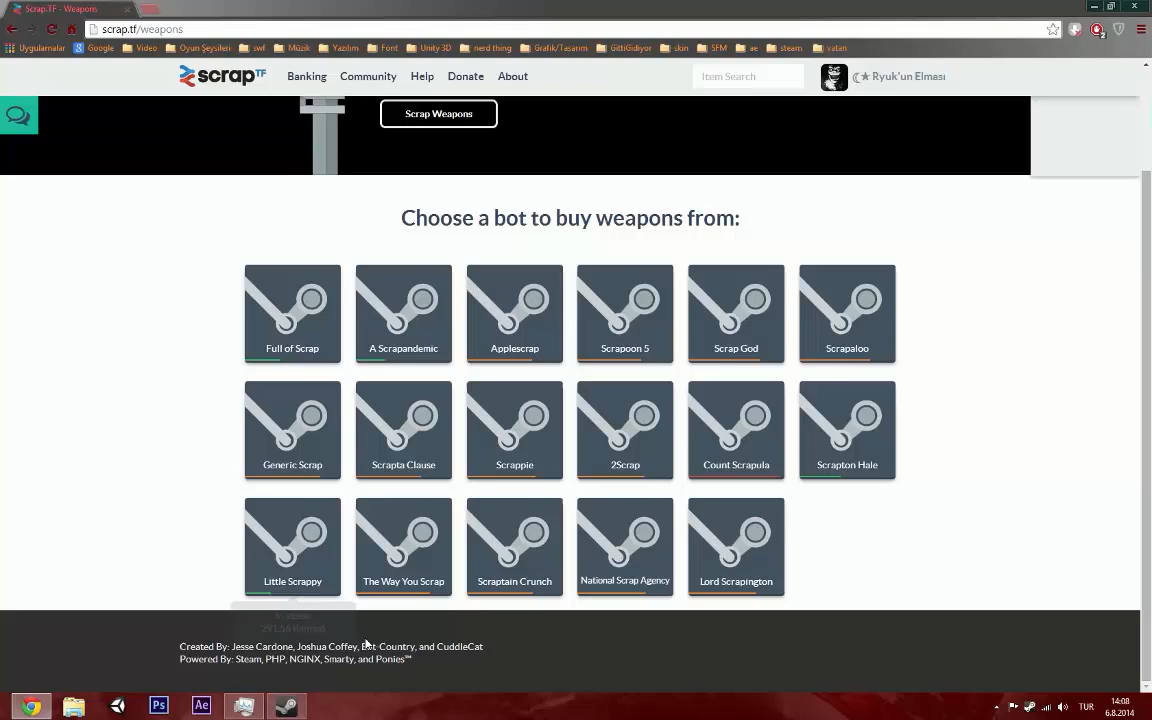 Scrap.TF - Weapons
scrap.tf/weapons
Uygulamalar Google Video Oyun Şeysileri swf Müzik Yazılım Font Unity 3D nerd thing Grafik/Tasarım GittiGidiyor skin SFM ae steam vatan
scrap TF Banking Community Help Donate About Item Search Ryuk'un Elması
Scrap Weapons
Choose a bot to buy weapons from:
Full of Scrap A Scrapandemic Applescrap Scrapoon 5 Scrap God Scrapaloo
Generic Scrap Scrapta Clause Scrappie 2Scrap Count Scrapula Scrapton Hale
Little Scrappy The Way You Scrap Scraptain Crunch National Scrap Agency Lord Scrapington
Created By: Jesse Cardone, Joshua Coffey, Bot Country, and CuddleCat
Powered By: Steam, PHP, NGINX, Smarty, and Ponies℠
Ps Ae TUR 14:08
6.8.2014